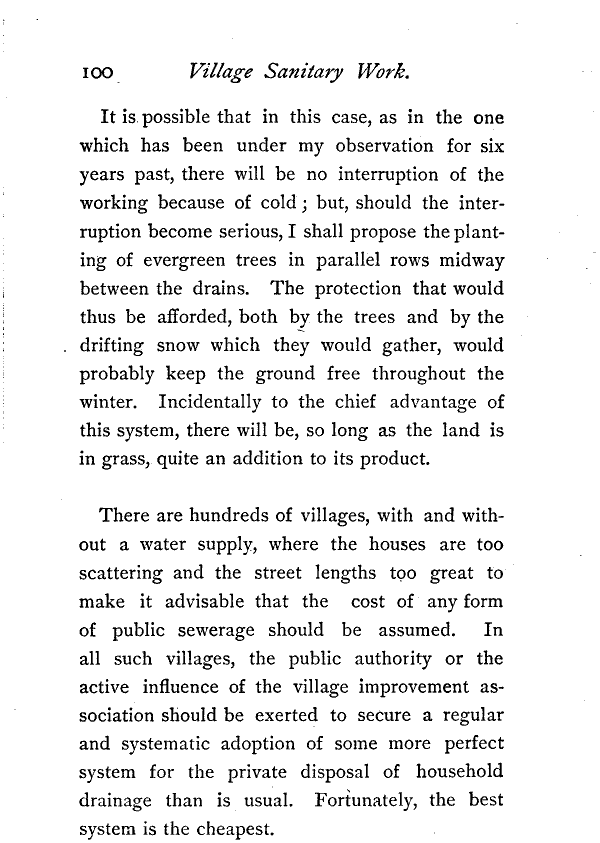 100 Village Sanitary Work.
It is possible that in this case, as in the one
which has been under my observation for six
years past, there will be no interruption of the
working because of cold; but, should the inter-
ruption become serious, I shall propose the plant-
ing of evergreen trees in parallel rows midway
between the drains. The protection that would
thus be afforded, both by the trees and by the
drifting snow which they would gather, would
probably keep the ground free throughout the
winter. Incidentally to the chief advantage of
this system, there will be, so long as the land is
in grass, quite an addition to its product.
There are hundreds of villages, with and with-
out a water supply, where the houses are too
scattering and the street lengths too great to
make it advisable that the cost of any form
of public sewerage should be assumed. In
all such villages, the public authority or the
active influence of the village improvement as-
sociation should be exerted to secure a regular
and systematic adoption of some more perfect
system for the private disposal of household
drainage than is usual. Fortunately, the best
system is the cheapest.